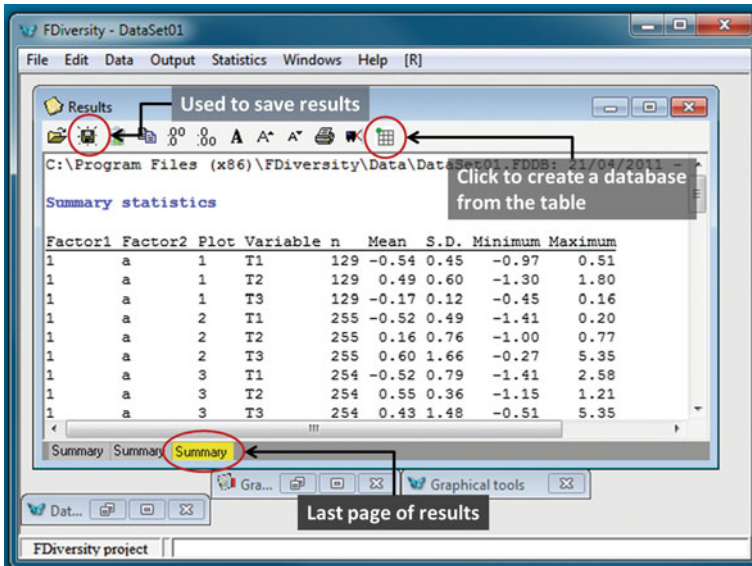 FDiversity - DataSet01
File Edit Data Output Statistics Windows Help [R]
Results
Used to save results
C:\Program Files (x86)\FDiversity\Data\DataSet01.FDDB: 21/04/2011 -
Click to create a database
from the table
Summary statistics
Factor1 Factor2 Plot Variable n Mean S.D. Minimum Maximum
1 a 1 T1 129 -0.54 0.45 -0.97 0.51
1 a 1 T2 129 0.49 0.60 -1.30 1.80
1 a 1 T3 129 -0.17 0.12 -0.45 0.16
1 a 2 T1 255 -0.52 0.49 -1.41 0.20
1 a 2 T2 255 0.16 0.76 -1.00 0.77
1 a 2 T3 255 0.60 1.66 -0.27 5.35
1 a 3 T1 254 -0.52 0.79 -1.41 2.58
1 a 3 T2 254 0.55 0.36 -1.15 1.21
1 a 3 T3 254 0.43 1.48 -0.51 5.35
Summary Summary Summary
Gra... Graphical tools
Dat...
Last page of results
FDiversity project